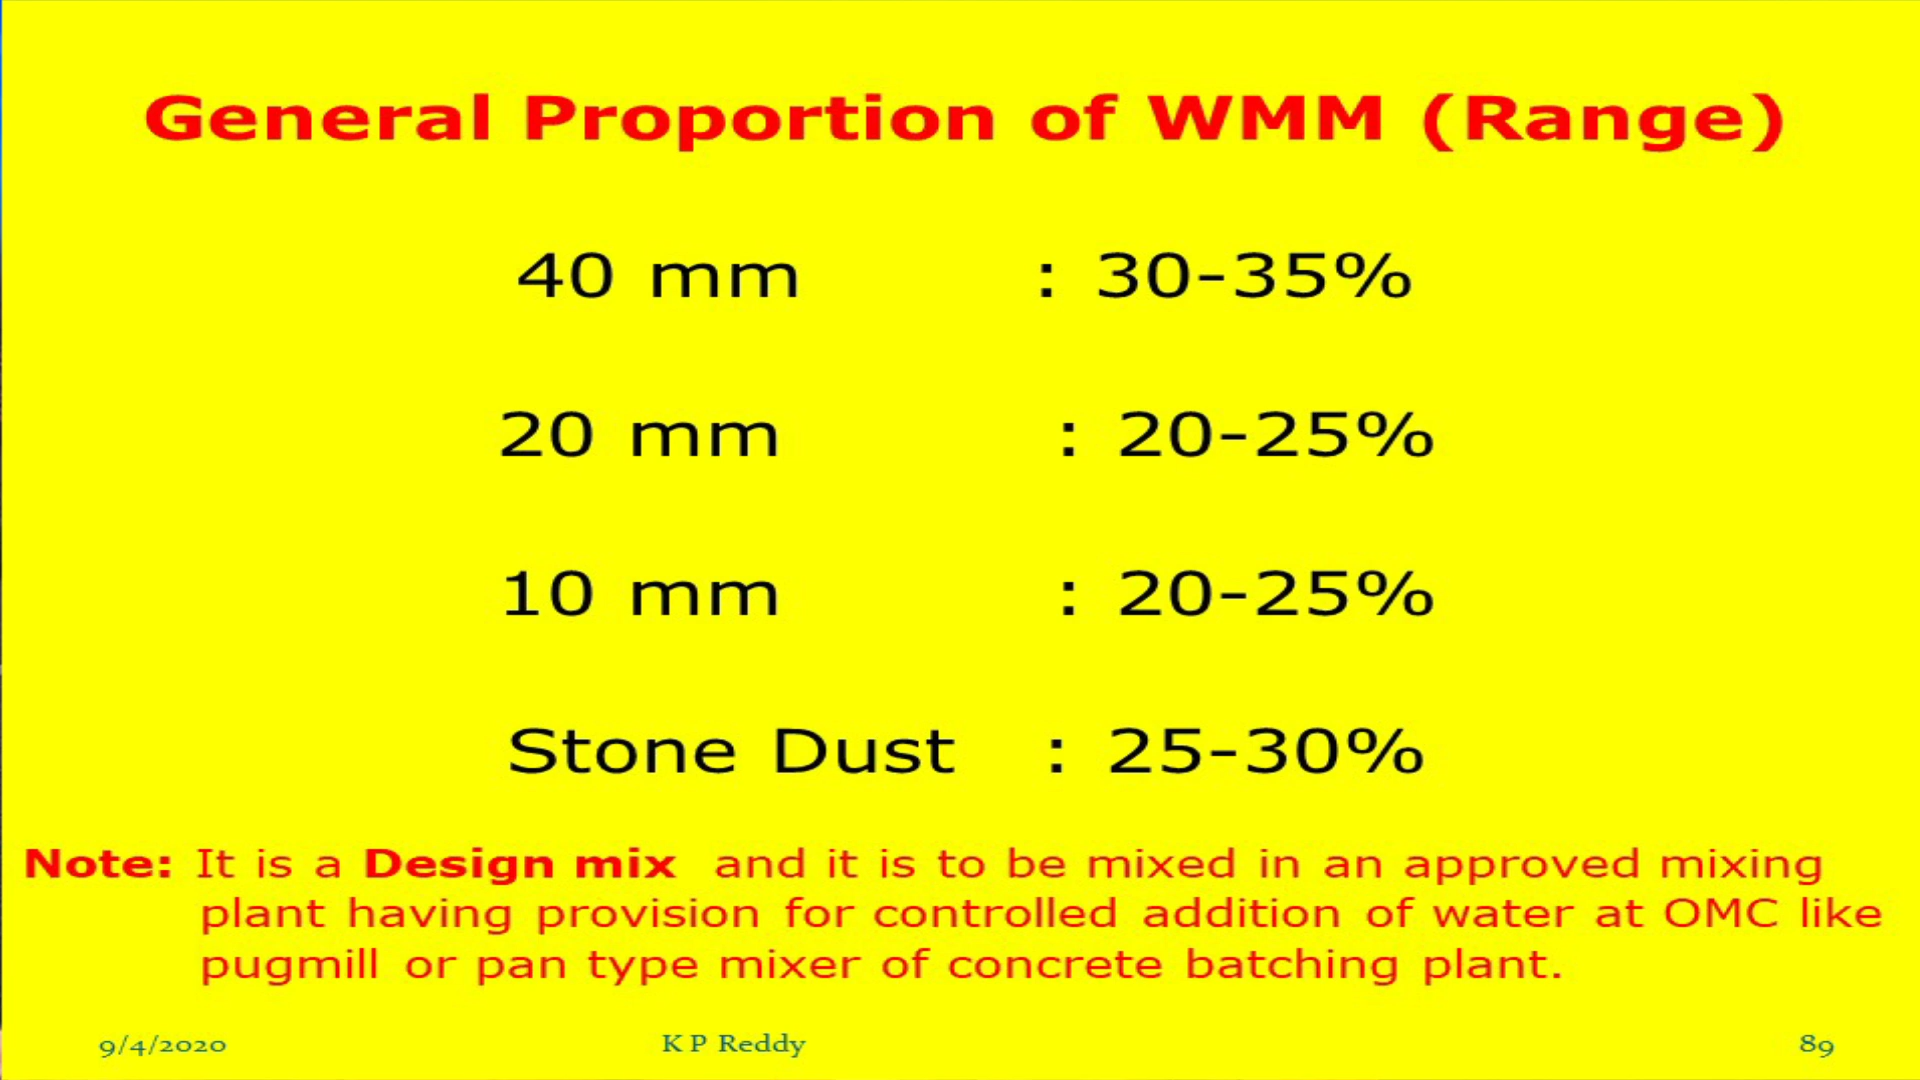 General Proportion of WMM (Range)
40 mm : 30-35%
20 mm : 20-25%
10 mm : 20-25%
Stone Dust : 25-30%
Note: It is a Design mix and it is to be mixed in an approved mixing
plant having provision for controlled addition of water at OMC like
pugmill or pan type mixer of concrete batching plant.
9/4/2020 K P Reddy 89